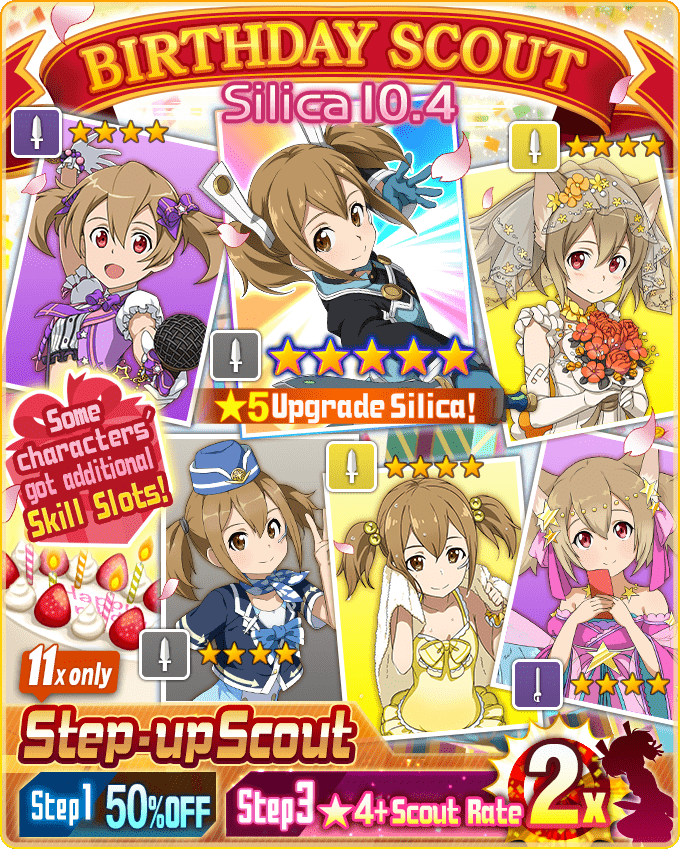 BIRTHDAY SCOUT
Silica 10.4
★5 Upgrade Silica!
Some
characters'
got additional
Skill Slots!
11x only
Step-up Scout
Step1 50%OFF
Step3 ★4+Scout Rate 2x